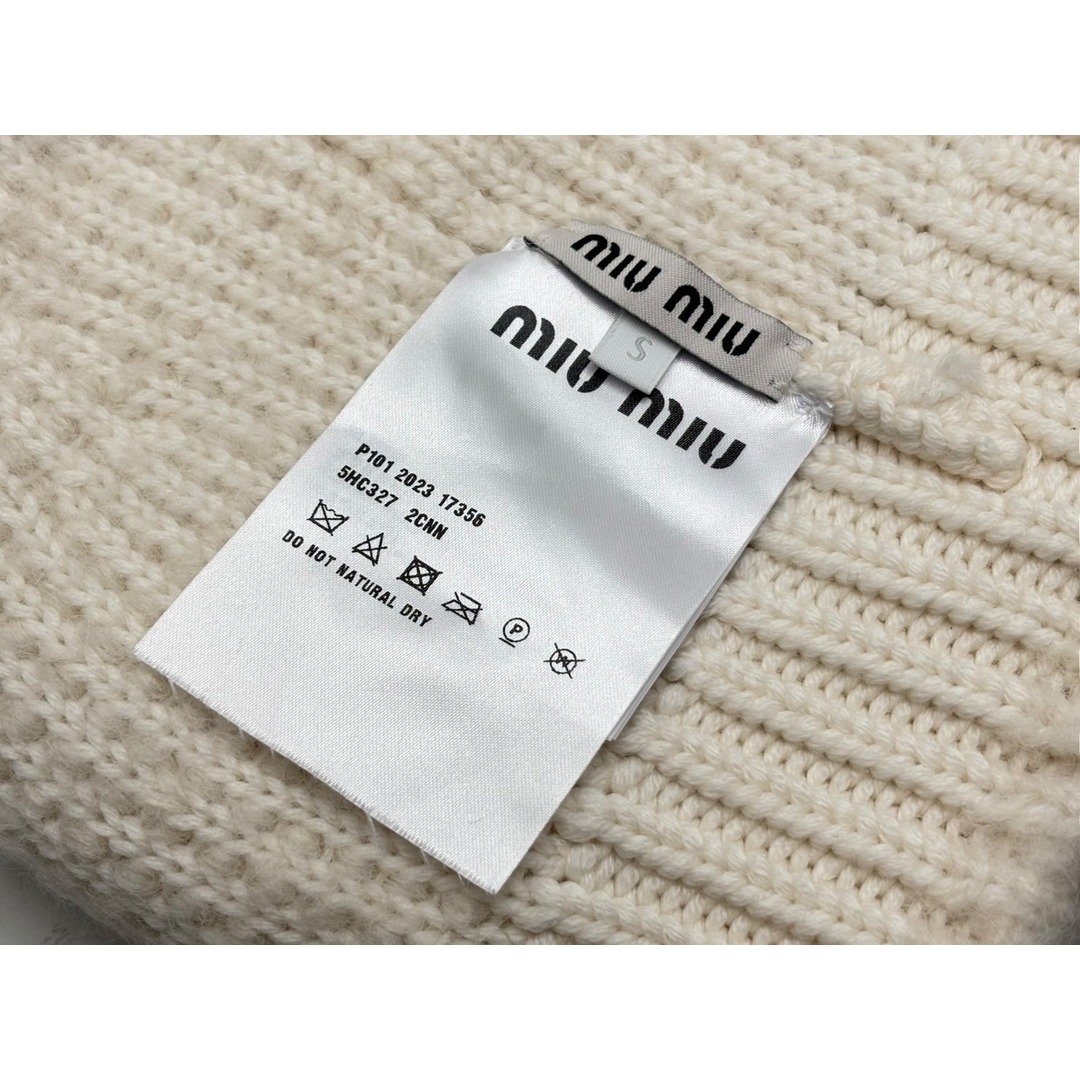 miu miu
S
miu miu
P101 2023 17356
5HC327 2CNN
DO NOT NATURAL DRY
P
W